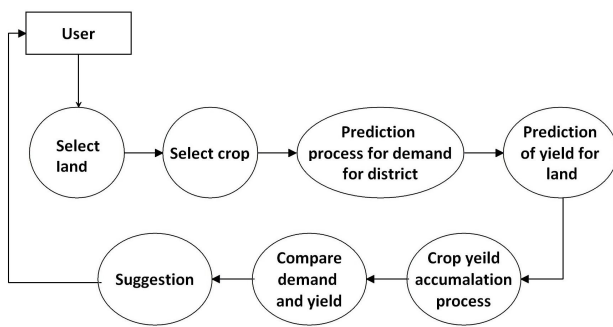 User
Select
land
Select crop
Prediction
process for demand
for district
Prediction
of yield for
land
Crop yeild
accumalation
process
Compare
demand
and yield
Suggestion